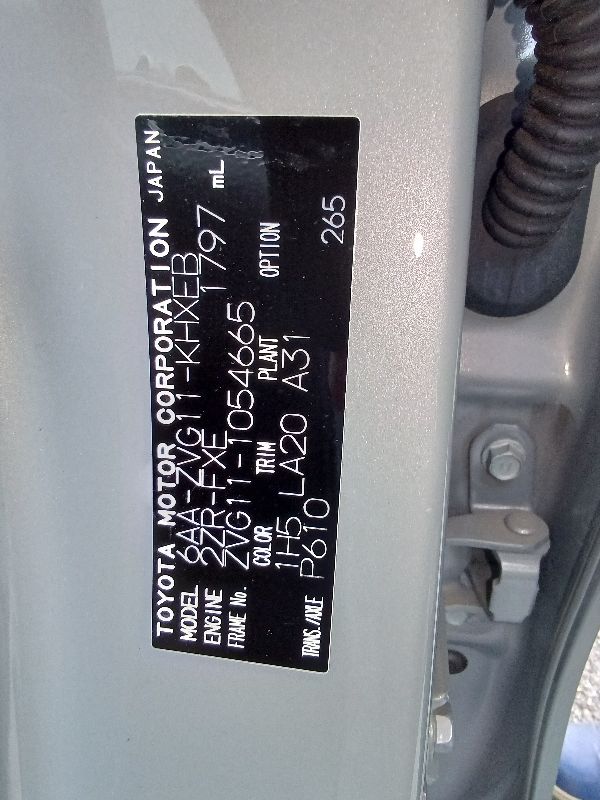 TOYOTA MOTOR CORPORATION JAPAN
MODEL 6AA-ZVG11-KHXEB
ENGINE 2ZR-FXE 1797 mL
FRAME No. ZVG11-1054665
COLOR TRIM PLANT OPTION
1H5 LA20 A31
TRNS./AXLE P610 265